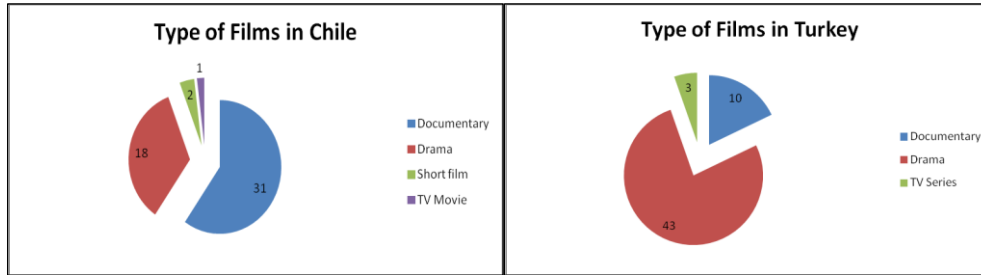 Type of Films in Chile
1
2
18
31
Documentary
Drama
Short film
TV Movie
Type of Films in Turkey
3
10
43
Documentary
Drama
TV Series